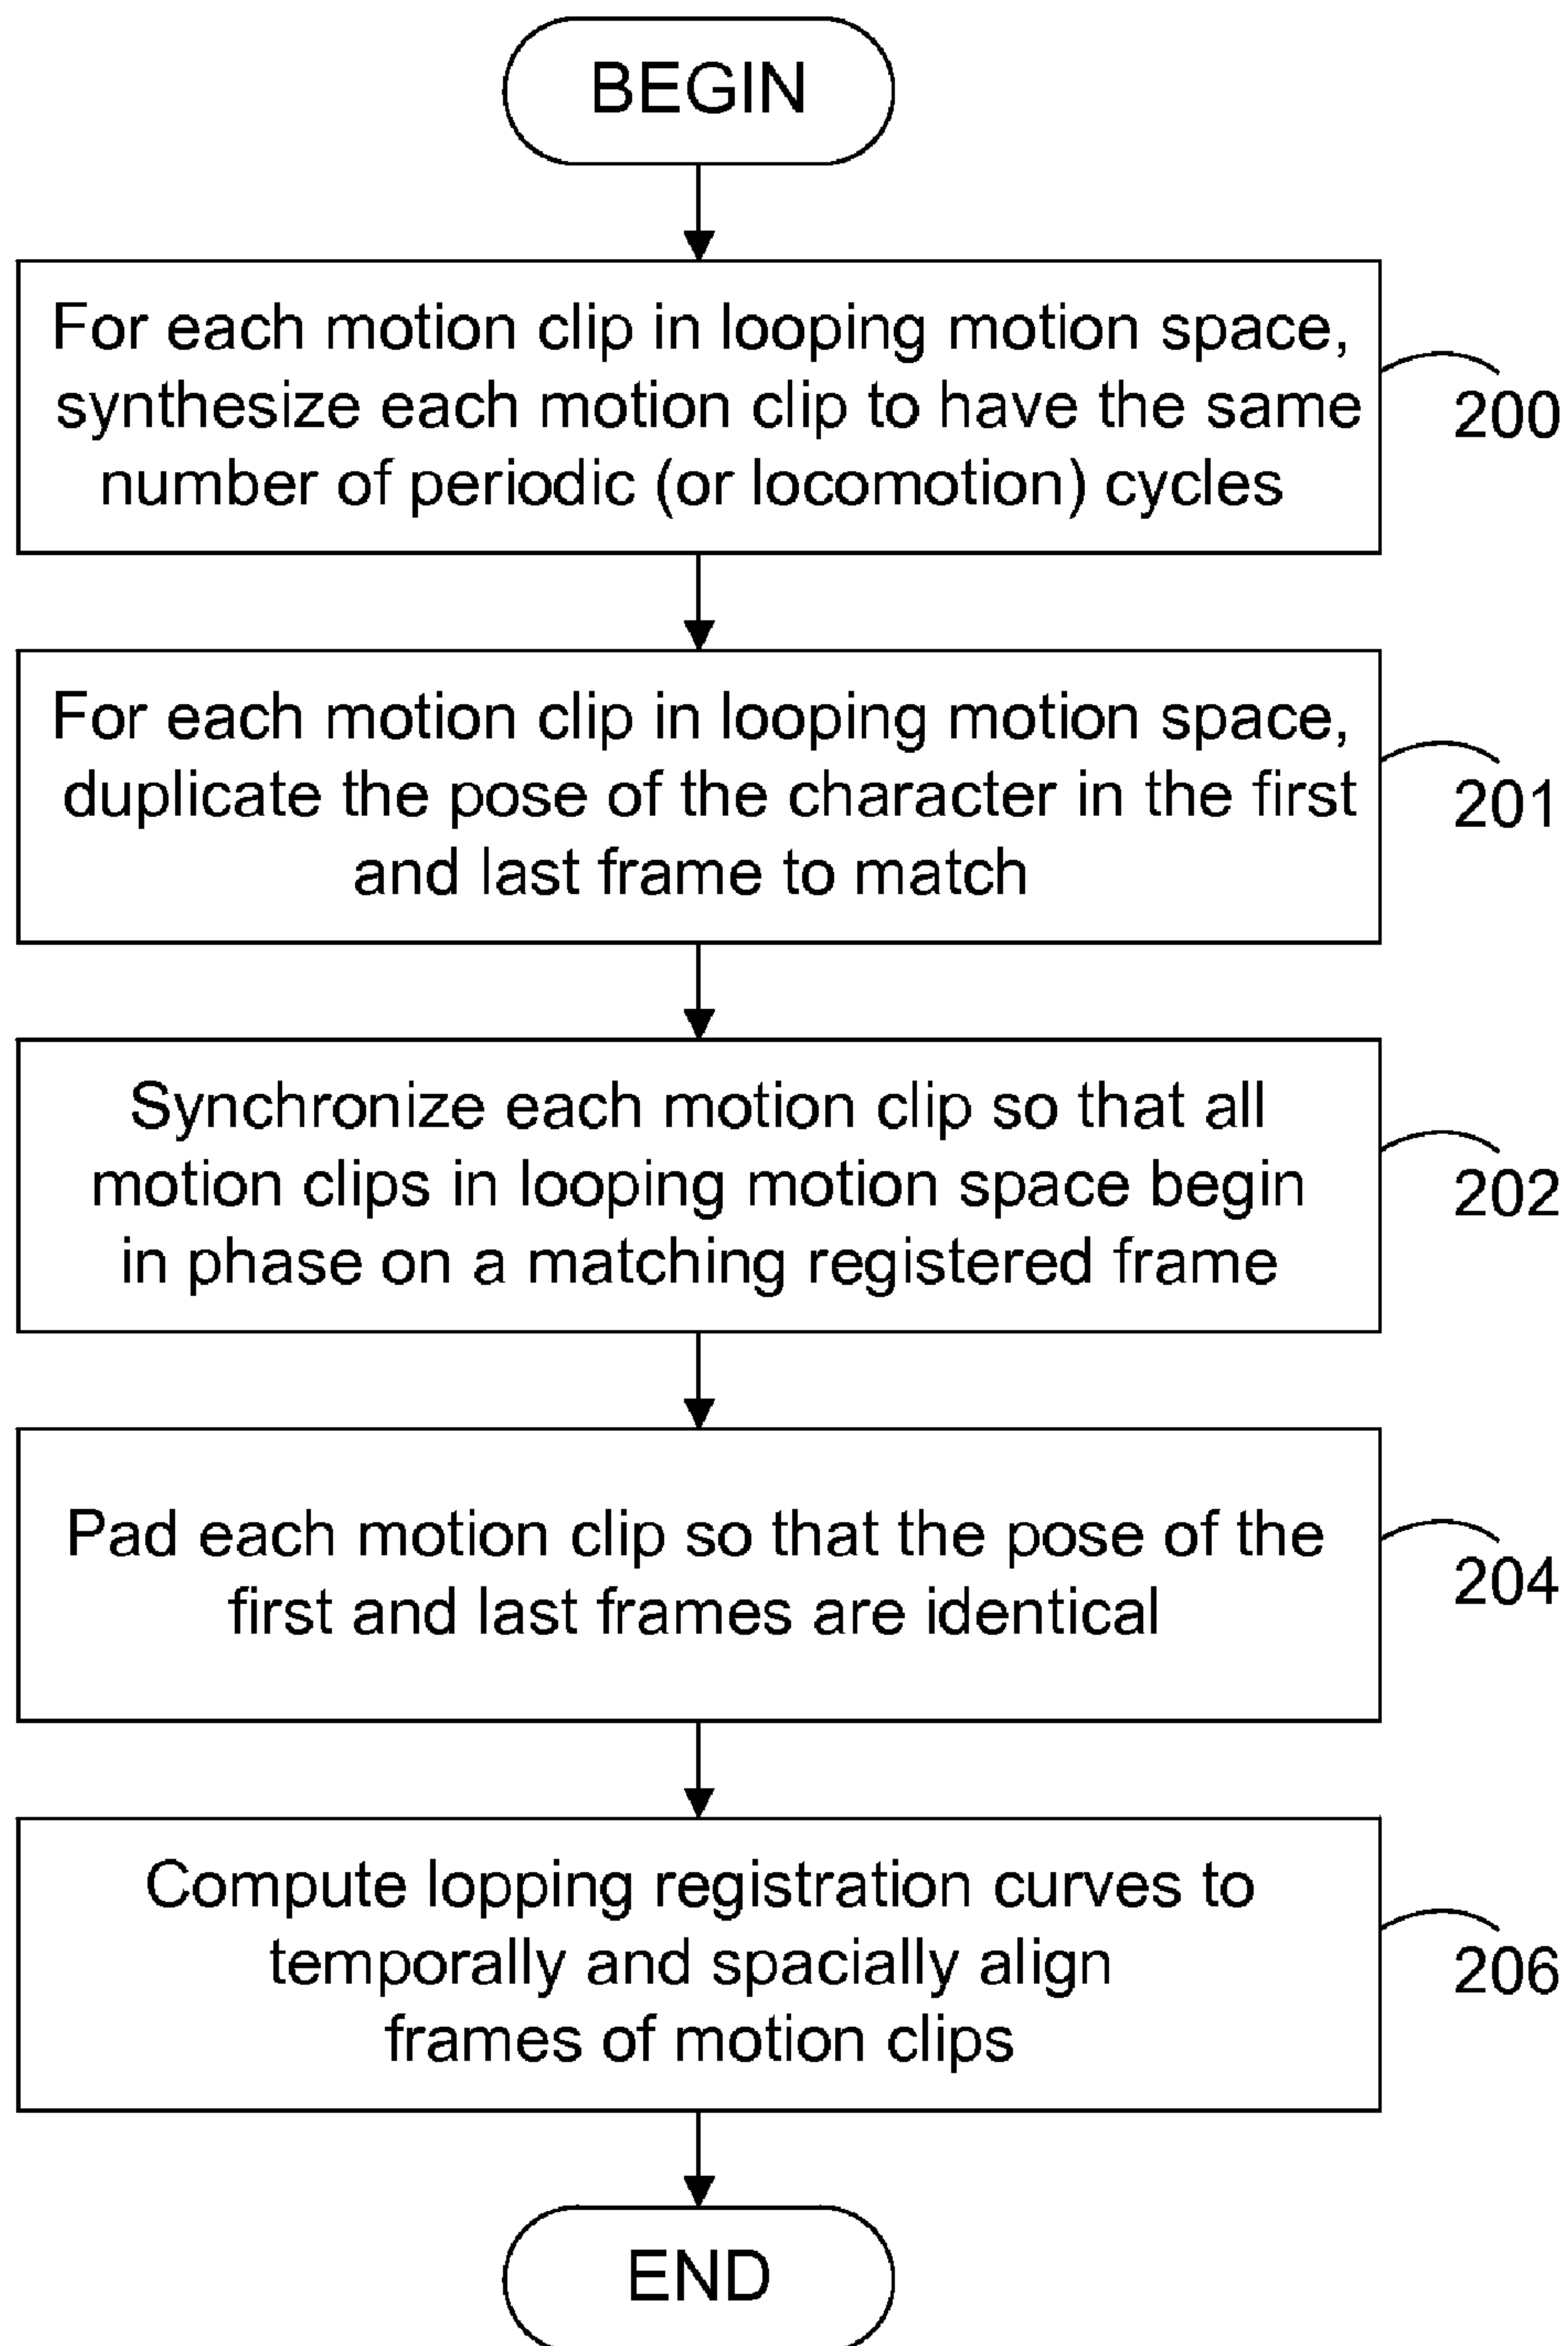 BEGIN
For each motion clip in looping motion space,
synthesize each motion clip to have the same
number of periodic (or locomotion) cycles
200
For each motion clip in looping motion space,
duplicate the pose of the character in the first
and last frame to match
201
Synchronize each motion clip so that all
motion clips in looping motion space begin
in phase on a matching registered frame
202
Pad each motion clip so that the pose of the
first and last frames are identical
204
Compute lopping registration curves to
temporally and spacially align
frames of motion clips
206
END